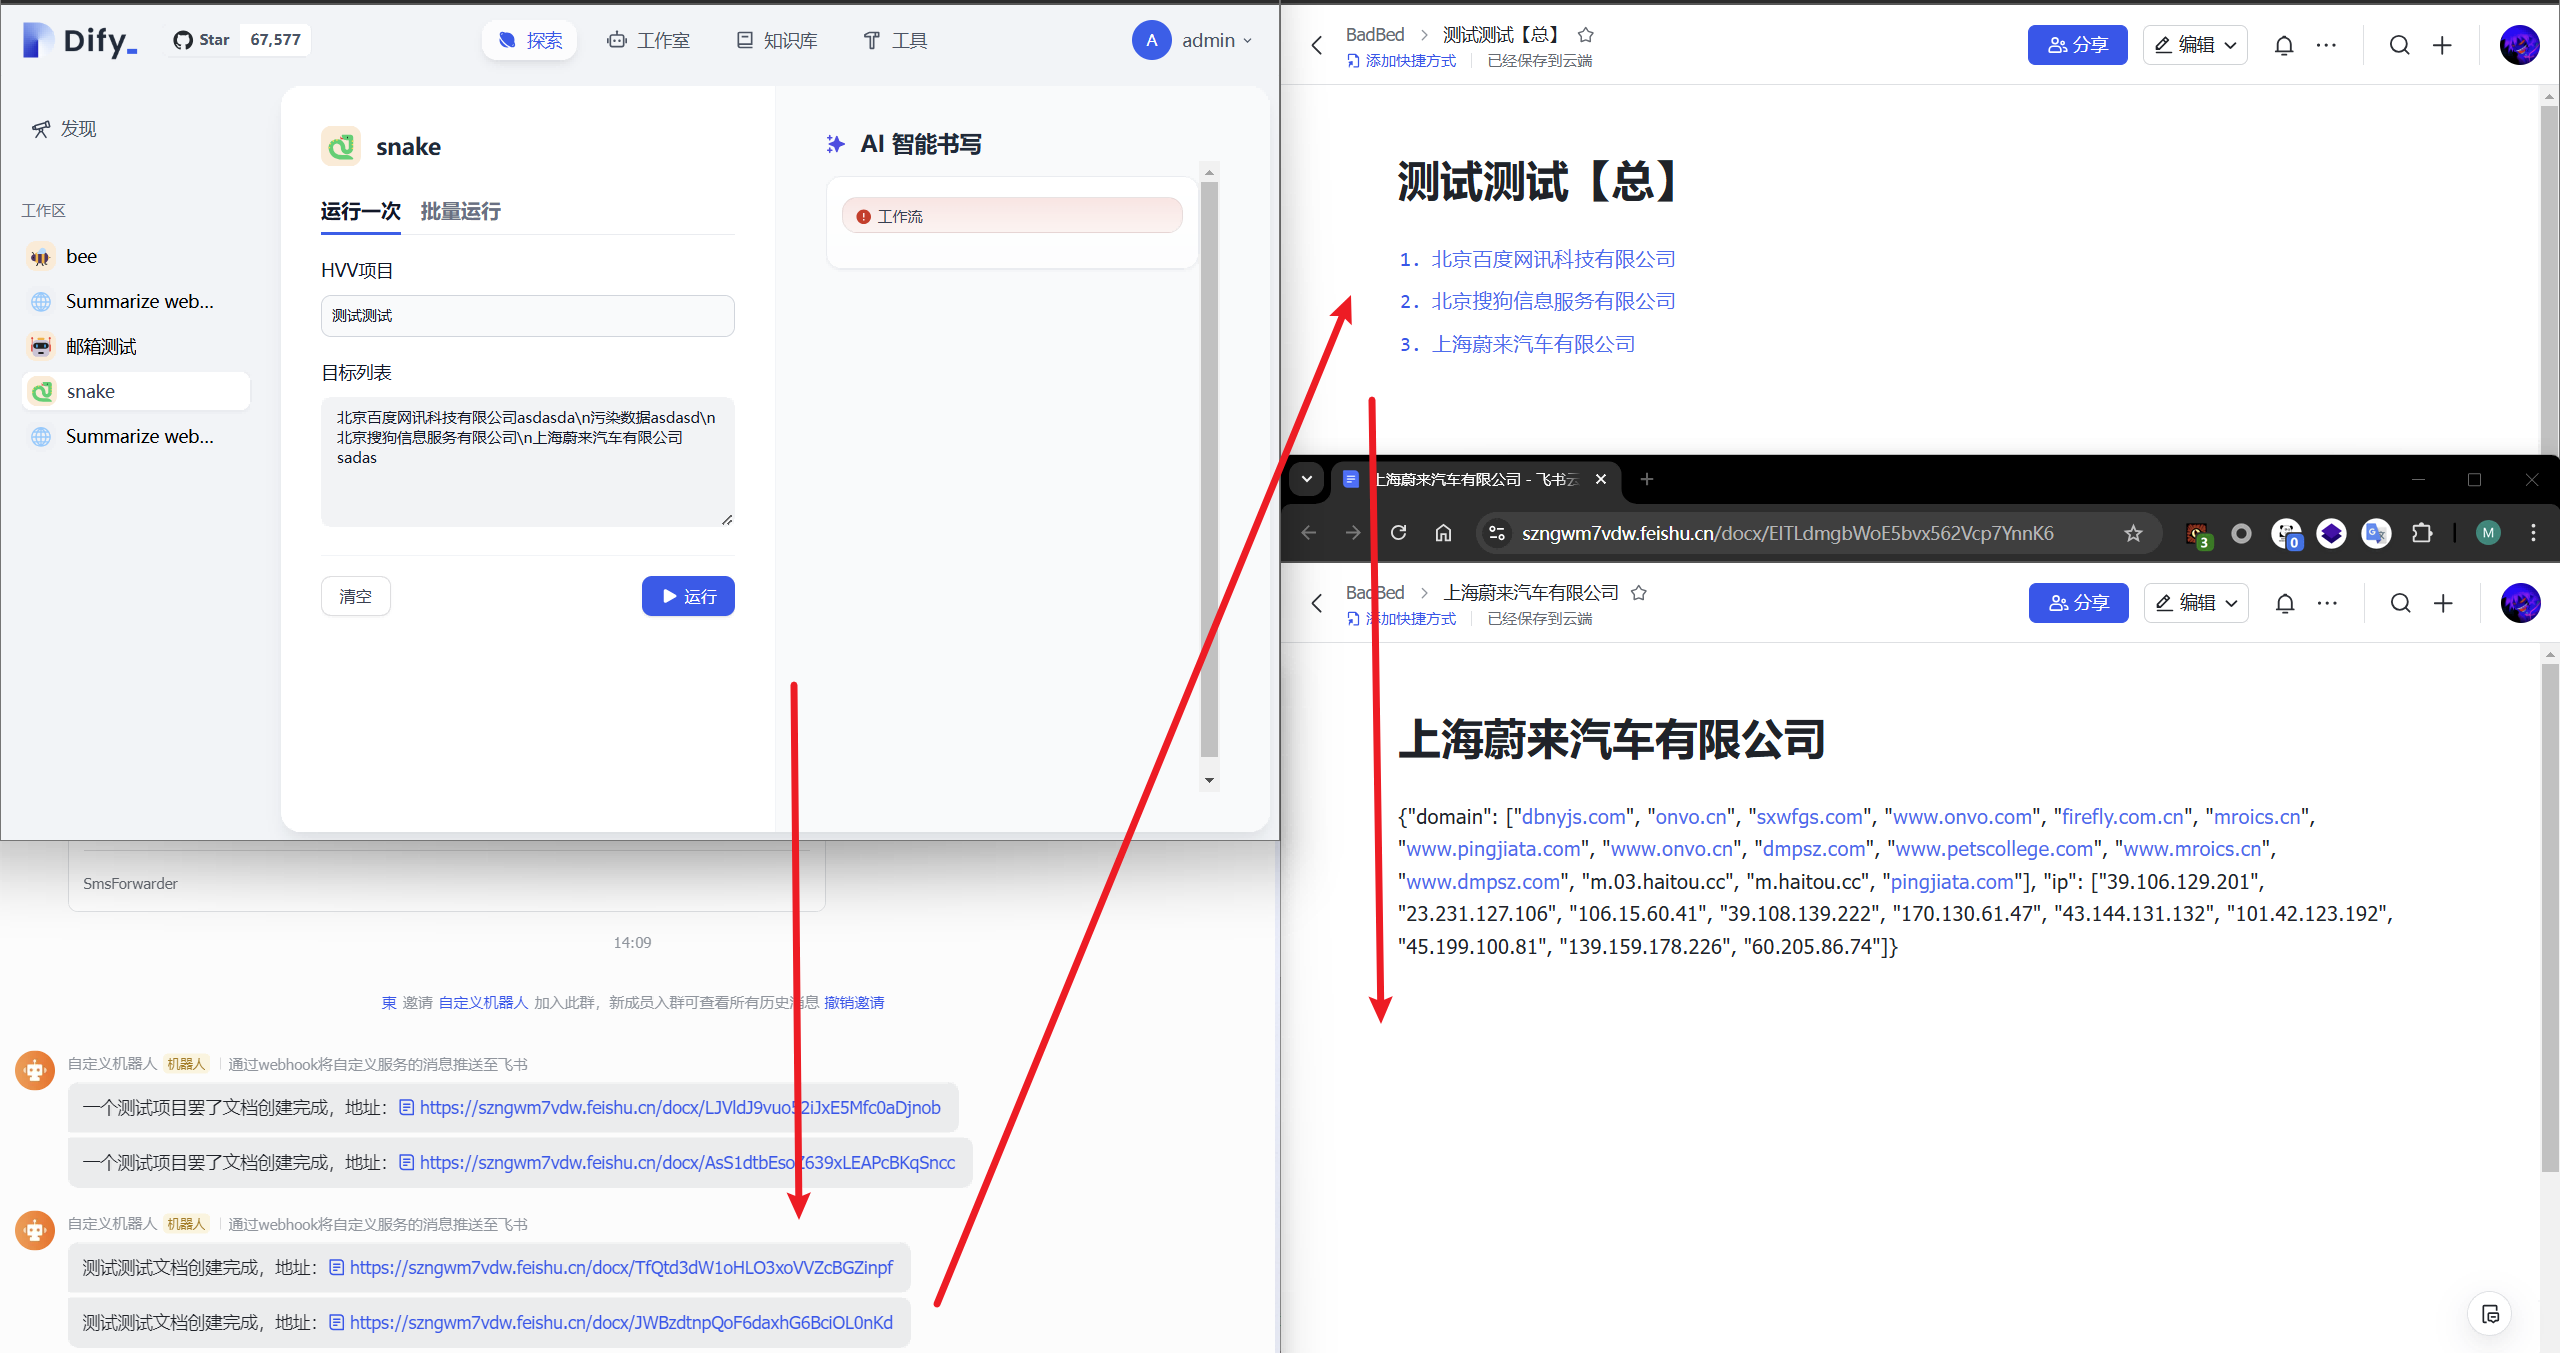 Dify_
Star 67,577
探索
工作室
知识库
工具
A admin
发现
工作区
bee
Summarize web...
邮箱测试
snake
Summarize web...
snake
运行一次 批量运行
HVV项目
测试测试
目标列表
北京百度网讯科技有限公司asdasda\n污染数据asdasd\n
北京搜狗信息服务有限公司\n上海蔚来汽车有限公司
sadas
清空
运行
AI 智能书写
工作流
SmsForwarder
14:09
東 邀请 自定义机器人 加入此群，新成员入群可查看所有历史消息 撤销邀请
自定义机器人 机器人 通过webhook将自定义服务的消息推送至飞书
一个测试项目罢了文档创建完成，地址： https://szngwm7vdw.feishu.cn/docx/LJVldJ9vuo52iJxE5Mfc0aDjnob
一个测试项目罢了文档创建完成，地址： https://szngwm7vdw.feishu.cn/docx/AsS1dtbEsoZ639xLEAPcBKqSncc
自定义机器人 机器人 通过webhook将自定义服务的消息推送至飞书
测试测试文档创建完成，地址： https://szngwm7vdw.feishu.cn/docx/TfQtd3dW1oHLO3xoVVZcBGZinpf
测试测试文档创建完成，地址： https://szngwm7vdw.feishu.cn/docx/JWBzdtnpQoF6daxhG6BciOL0nKd
BadBed 测试测试【总】
添加快捷方式 已经保存到云端
分享
编辑
测试测试【总】
1. 北京百度网讯科技有限公司
2. 北京搜狗信息服务有限公司
3. 上海蔚来汽车有限公司
上海蔚来汽车有限公司 - 飞书云
szngwm7vdw.feishu.cn/docx/EITLdmgbWoE5bvx562Vcp7YnnK6
3
0
M
BadBed 上海蔚来汽车有限公司
添加快捷方式 已经保存到云端
分享
编辑
上海蔚来汽车有限公司
{"domain": ["dbnyjs.com", "onvo.cn", "sxwfgs.com", "www.onvo.com", "firefly.com.cn", "mroics.cn",
"www.pingjiata.com", "www.onvo.cn", "dmpsz.com", "www.petscollege.com", "www.mroics.cn",
"www.dmpsz.com", "m.03.haitou.cc", "m.haitou.cc", "pingjiata.com"], "ip": ["39.106.129.201",
"23.231.127.106", "106.15.60.41", "39.108.139.222", "170.130.61.47", "43.144.131.132", "101.42.123.192",
"45.199.100.81", "139.159.178.226", "60.205.86.74"]}